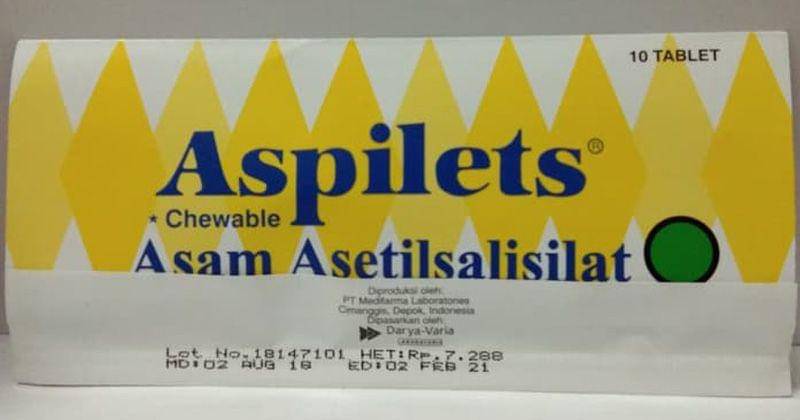 10 TABLET
Aspilets®
* Chewable
Asam Asetilsalisilat
Diproduksi oleh:
PT Medifarma Laboratories
Cimanggis, Depok, Indonesia
Dipasarkan oleh:
Darya-Varia
LABORATORIA
Lot No.18147101 HET:Rp.7.288
MD:02 AUG 18 ED:02 FEB 21